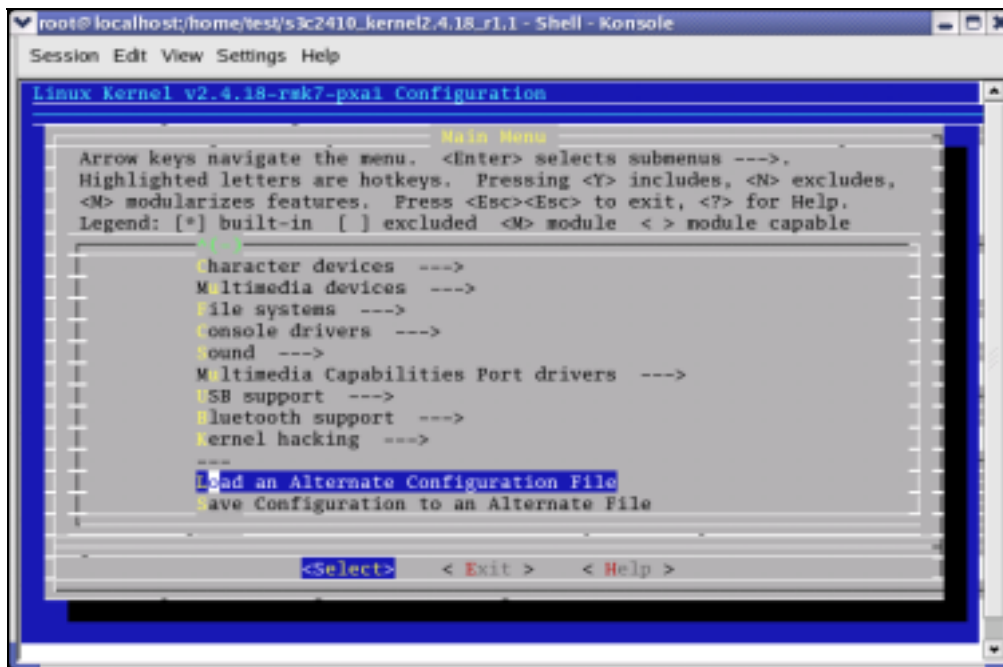 root@localhost:/home/test/s3c2410_kernel2.4.18_r1.1 - Shell - Konsole
Session Edit View Settings Help
Linux Kernel v2.4.18-rmk7-pxa1 Configuration
Main Menu
Arrow keys navigate the menu. <Enter> selects submenus --->.
Highlighted letters are hotkeys. Pressing <Y> includes, <N> excludes,
<M> modularizes features. Press <Esc><Esc> to exit, <?> for Help.
Legend: [*] built-in [ ] excluded <M> module < > module capable
^(-)
Character devices --->
Multimedia devices --->
File systems --->
Console drivers --->
Sound --->
Multimedia Capabilities Port drivers --->
USB support --->
Bluetooth support --->
Kernel hacking --->
---
Load an Alternate Configuration File
Save Configuration to an Alternate File
<Select> < Exit > < Help >